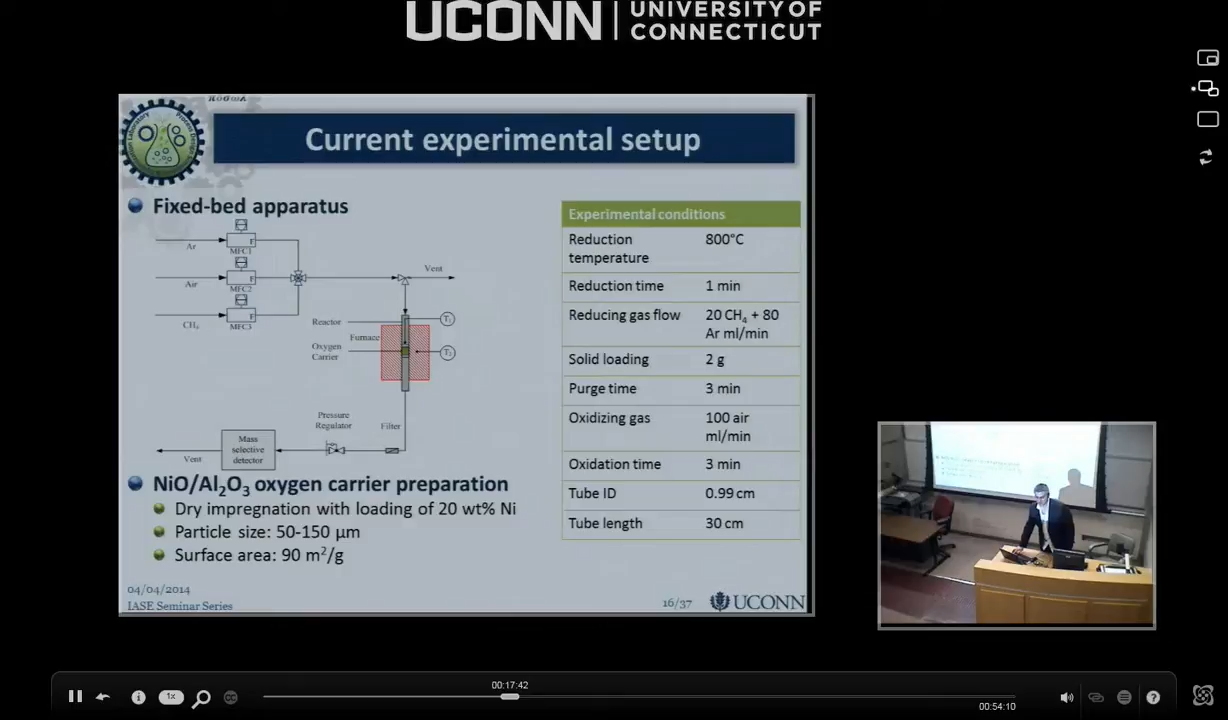 UCONN | UNIVERSITY OF
CONNECTICUT
Current experimental setup
Fixed-bed apparatus
Ar
MFC1
Air
MFC2
CH₄
MFC3
F
F
F
Vent
Reactor
Furnace
Oxygen
Carrier
T₁
T₂
Pressure
Regulator
Filter
Mass
selective
detector
Vent
Experimental conditions
Reduction temperature 800°C
Reduction time 1 min
Reducing gas flow 20 CH₄ + 80
Ar ml/min
Solid loading 2 g
Purge time 3 min
Oxidizing gas 100 air
ml/min
Oxidation time 3 min
Tube ID 0.99 cm
Tube length 30 cm
NiO/Al₂O₃ oxygen carrier preparation
Dry impregnation with loading of 20 wt% Ni
Particle size: 50-150 μm
Surface area: 90 m²/g
04/04/2014
IASE Seminar Series
16/37
UCONN
1x
CC
00:17:42
00:54:10